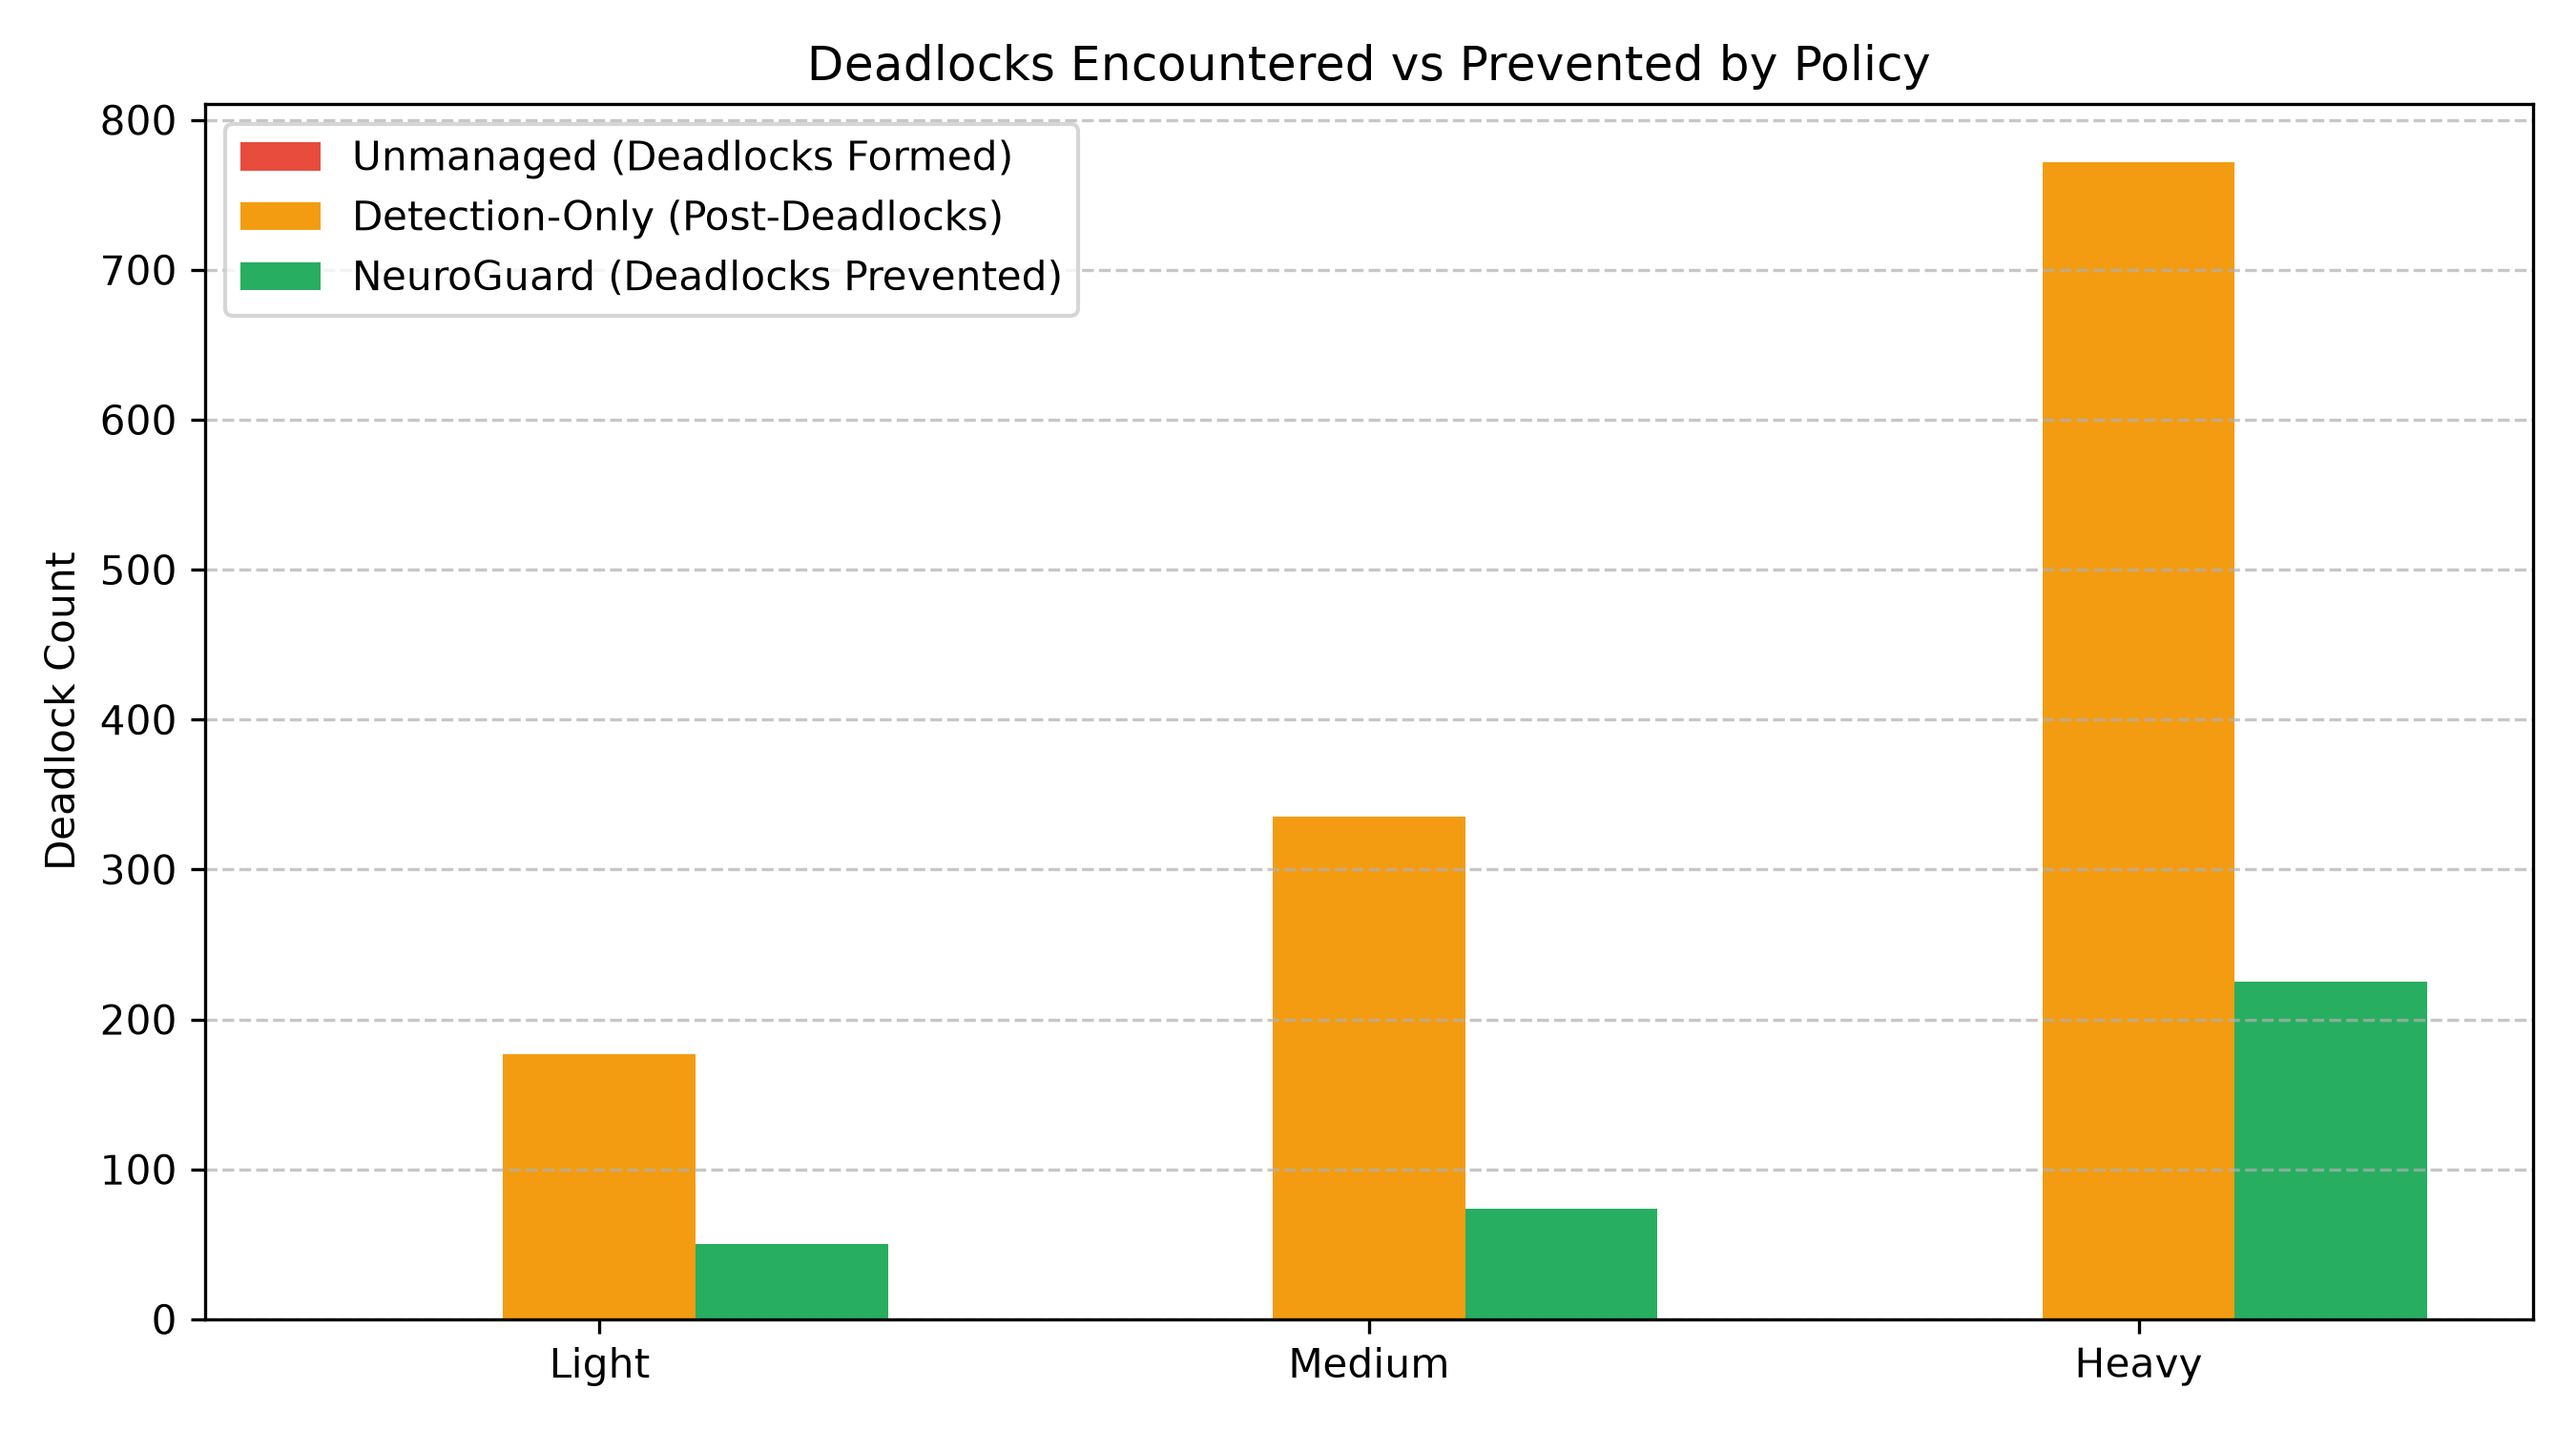 Deadlocks Encountered vs Prevented by Policy
Unmanaged (Deadlocks Formed)
Detection-Only (Post-Deadlocks)
NeuroGuard (Deadlocks Prevented)
Deadlock Count
800
700
600
500
400
300
200
100
0
Light
Medium
Heavy